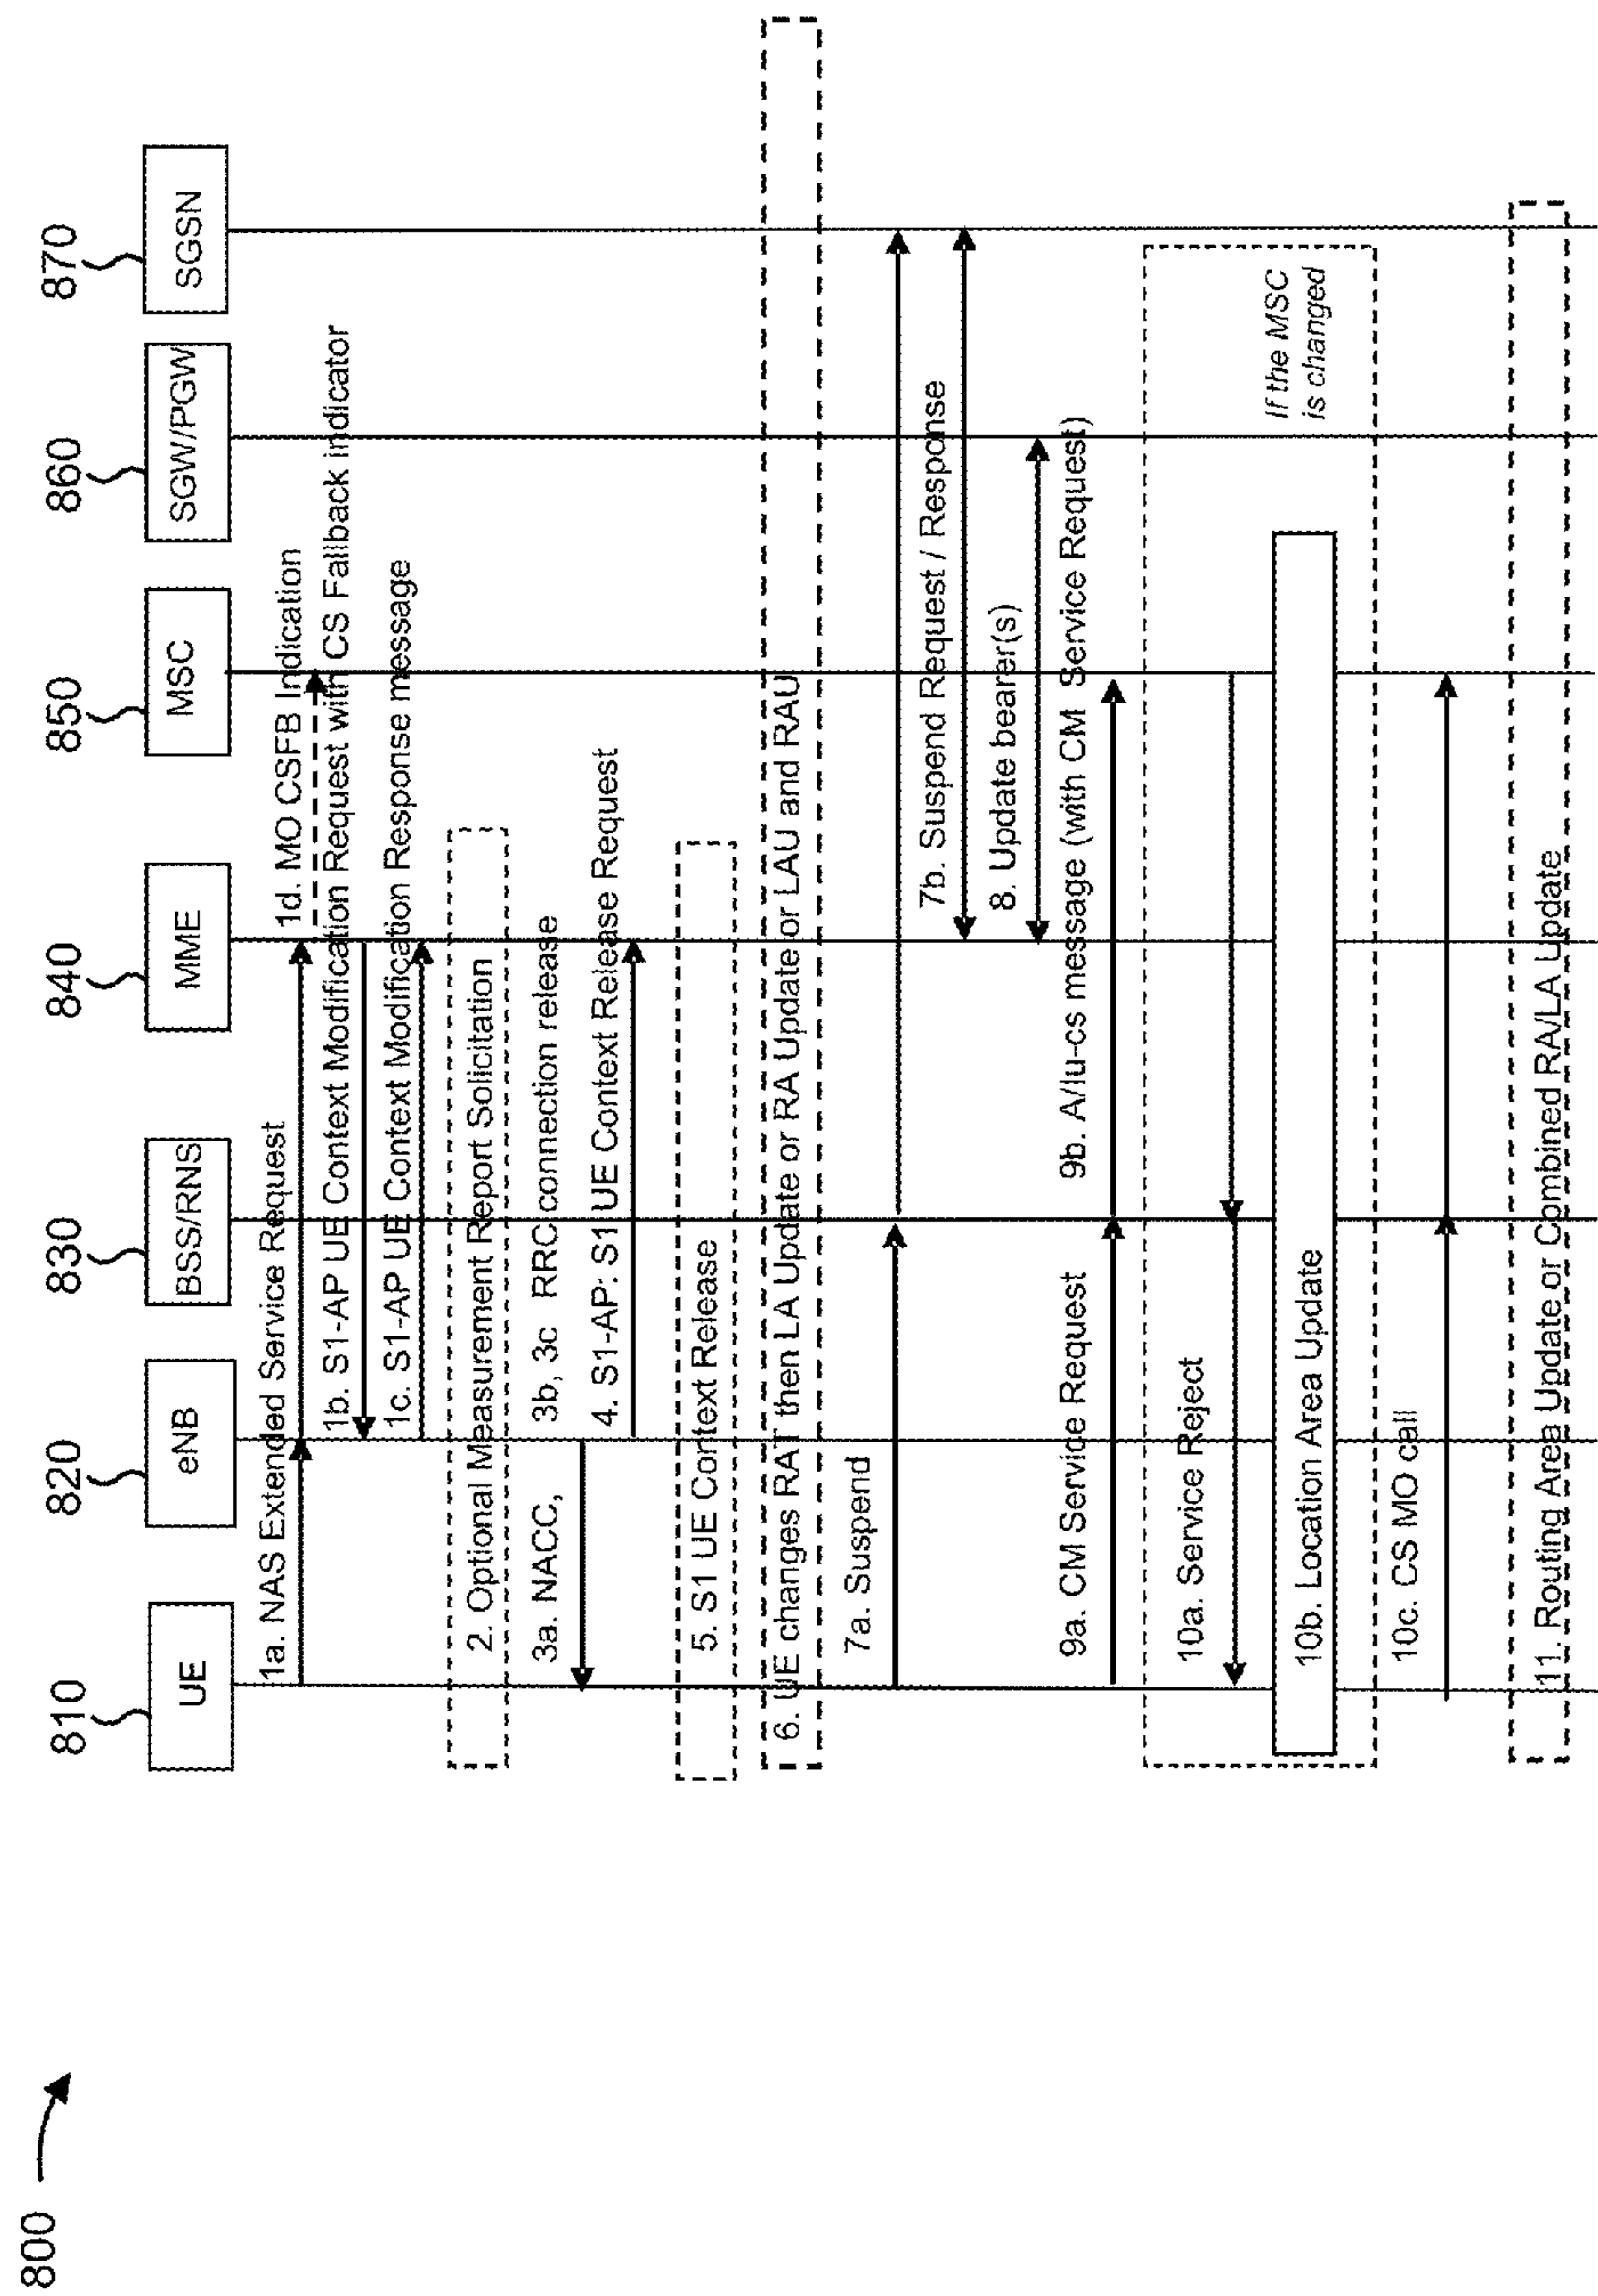 800
810
820
830
840
850
860
870
UE
eNB
BSS/RNS
MME
MSC
SGW/PGW
SGSN
1a. NAS Extended Service Request
1d. MO CSFB Indication
1b. S1-AP UE Context Modification Request with CS Fallback indicator
1c. S1-AP UE Context Modification Response message
2. Optional Measurement Report Solicitation
3a. NACC,
3b, 3c RRC connection release
4. S1-AP: S1 UE Context Release Request
5. S1 UE Context Release
6. UE changes RAT then LA Update or RA Update or LAU and RAU
7a. Suspend
7b. Suspend Request / Response
8. Update bearer(s)
9a. CM Service Request
9b. A/Iu-cs message (with CM Service Request)
10a. Service Reject
If the MSC
is changed
10b. Location Area Update
10c. CS MO call
11. Routing Area Update or Combined RA/LA Update